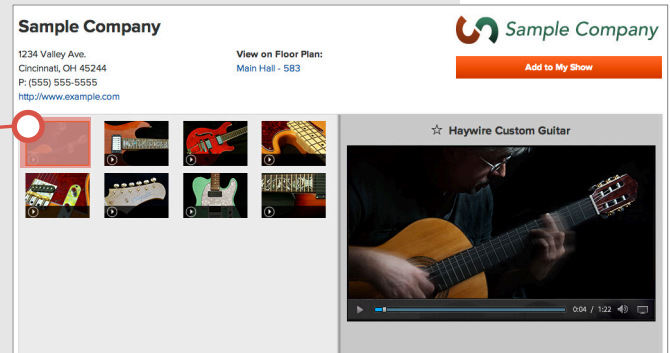 Sample Company
1234 Valley Ave.
Cincinnati, OH 45244
P: (555) 555-5555
http://www.example.com
View on Floor Plan:
Main Hall - 583
Sample Company
Add to My Show
☆ Haywire Custom Guitar
0:04 / 1:22